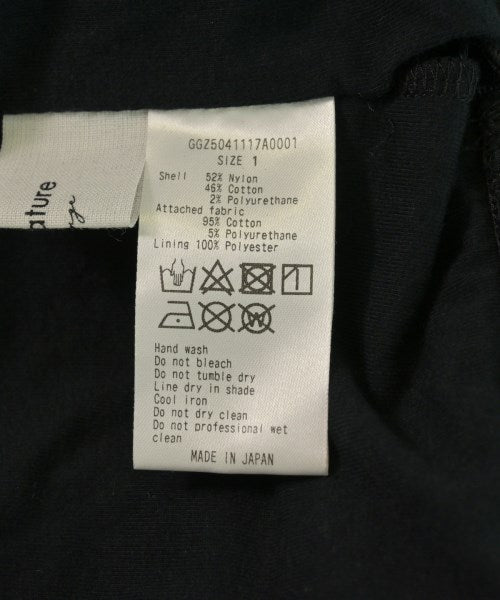 GGZ5041117A0001
SIZE 1
Shell 52% Nylon
46% Cotton
2% Polyurethane
Attached fabric
95% Cotton
5% Polyurethane
Lining 100% Polyester
W
Hand wash
Do not bleach
Do not tumble dry
Line dry in shade
Cool iron
Do not dry clean
Do not professional wet
clean
MADE IN JAPAN
ature